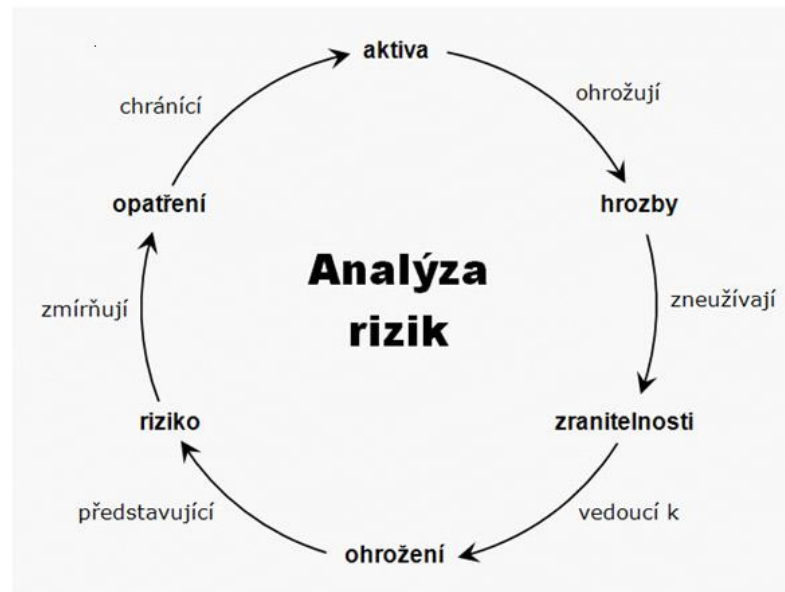 aktiva
ohrožují
hrozby
zneužívají
zranitelnosti
vedoucí k
ohrožení
představující
riziko
zmírňují
opatření
chránící
Analýza
rizik